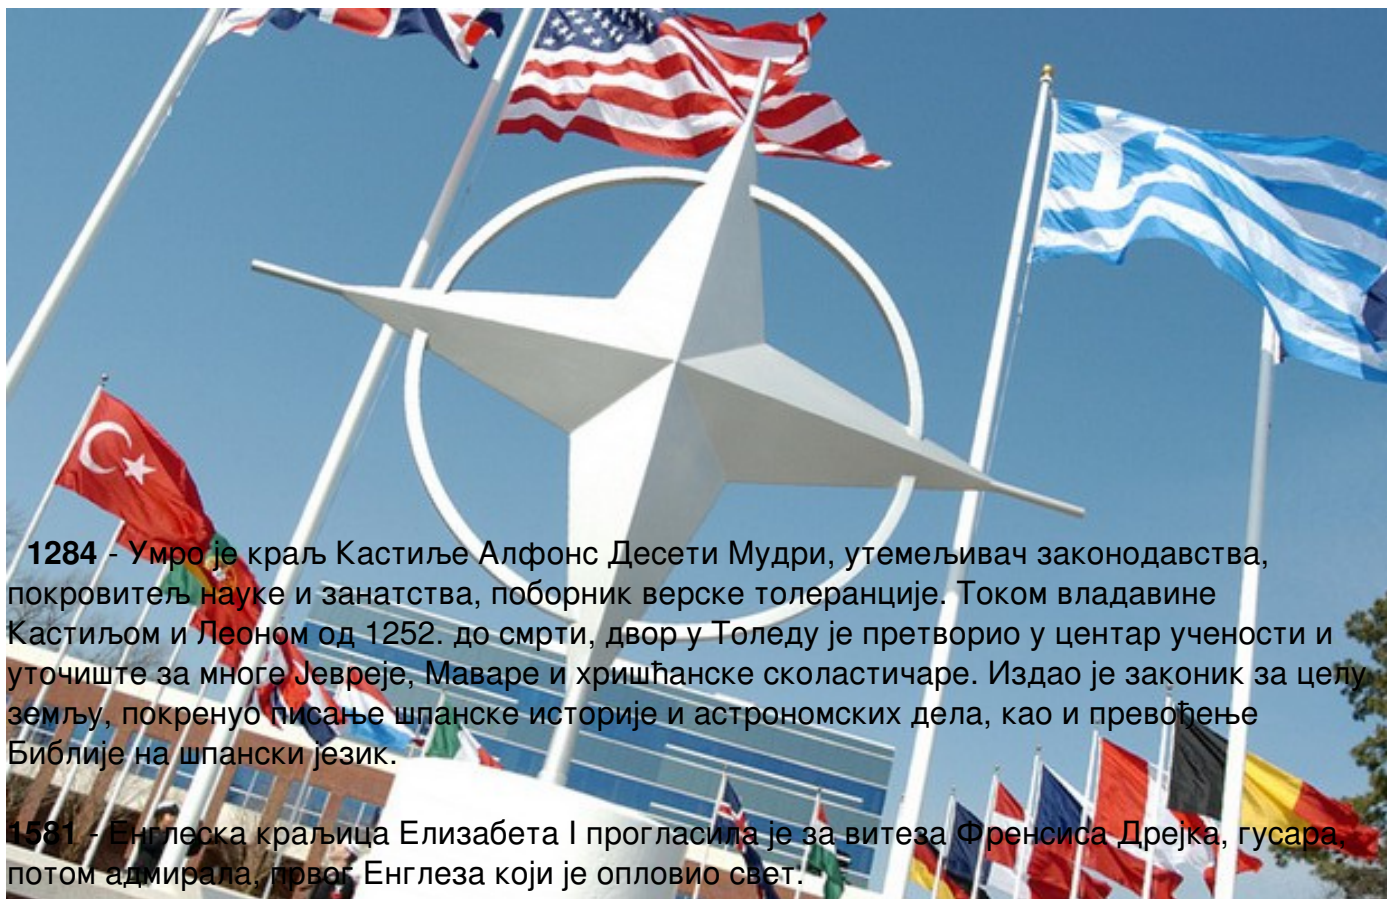 1284 - Умро је краљ Кастиље Алфонс Десети Мудри, утемељивач законодавства,
покровитељ науке и занатства, поборник верске толеранције. Током владавине
Кастиљом и Леоном од 1252. до смрти, двор у Толеду је претворио у центар учености и
уточиште за многе Јевреје, Маваре и хришћанске сколастичаре. Издао је законик за целу
земљу, покренуо писање шпанске историје и астрономских дела, као и превођење
Библије на шпански језик.
1581 - Енглеска краљица Елизабета I прогласила је за витеза Френсиса Дрејка, гусара,
потом адмирала, првог Енглеза који је опловио свет.